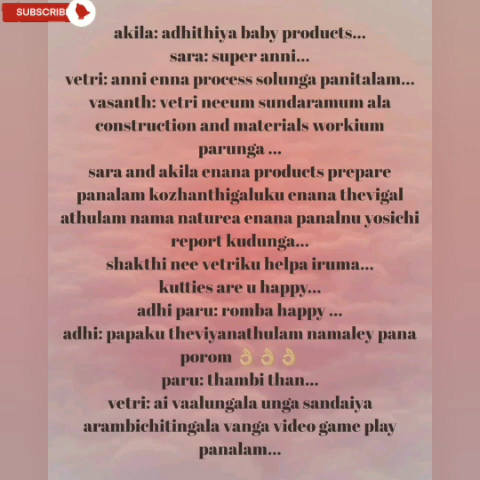 SUBSCRIB
akila: adhithiya baby products...
sara: super anni...
vetri: anni enna process solunga panitalam...
vasanth: vetri neeum sundaramum ala
construction and materials workium
parunga ...
sara and akila enana products prepare
panalam kozhanthigaluku enana thevigal
athulam nama naturea enana panalnu yosichi
report kudunga...
shakthi nee vetriku helpa iruma...
kutties are u happy...
adhi paru: romba happy ...
adhi: papaku theviyanathulam namaley pana
porom 👌👌👌
paru: thambi than...
vetri: ai vaalungala unga sandaiya
arambichitingala vanga video game play
panalam...